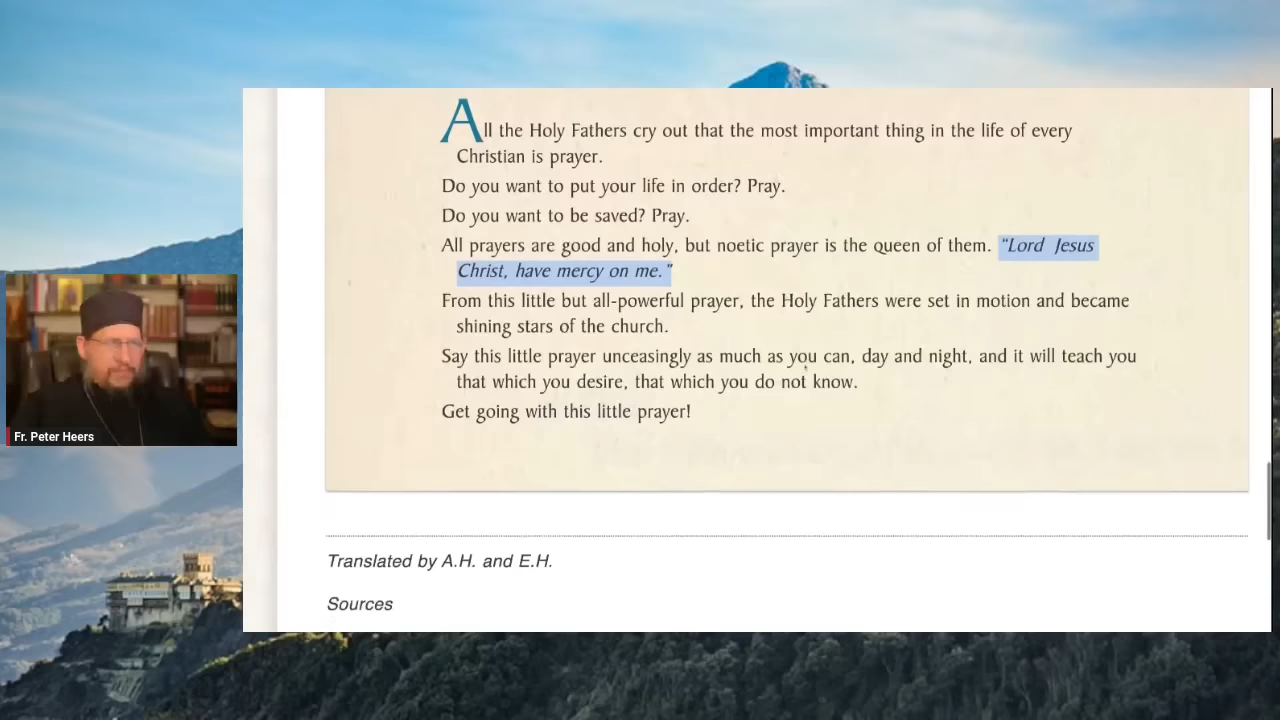 All the Holy Fathers cry out that the most important thing in the life of every
Christian is prayer.
Do you want to put your life in order? Pray.
Do you want to be saved? Pray.
All prayers are good and holy, but noetic prayer is the queen of them. “Lord Jesus
Christ, have mercy on me.”
From this little but all-powerful prayer, the Holy Fathers were set in motion and became
shining stars of the church.
Say this little prayer unceasingly as much as you can, day and night, and it will teach you
that which you desire, that which you do not know.
Get going with this little prayer!
Translated by A.H. and E.H.
Sources
Fr. Peter Heers